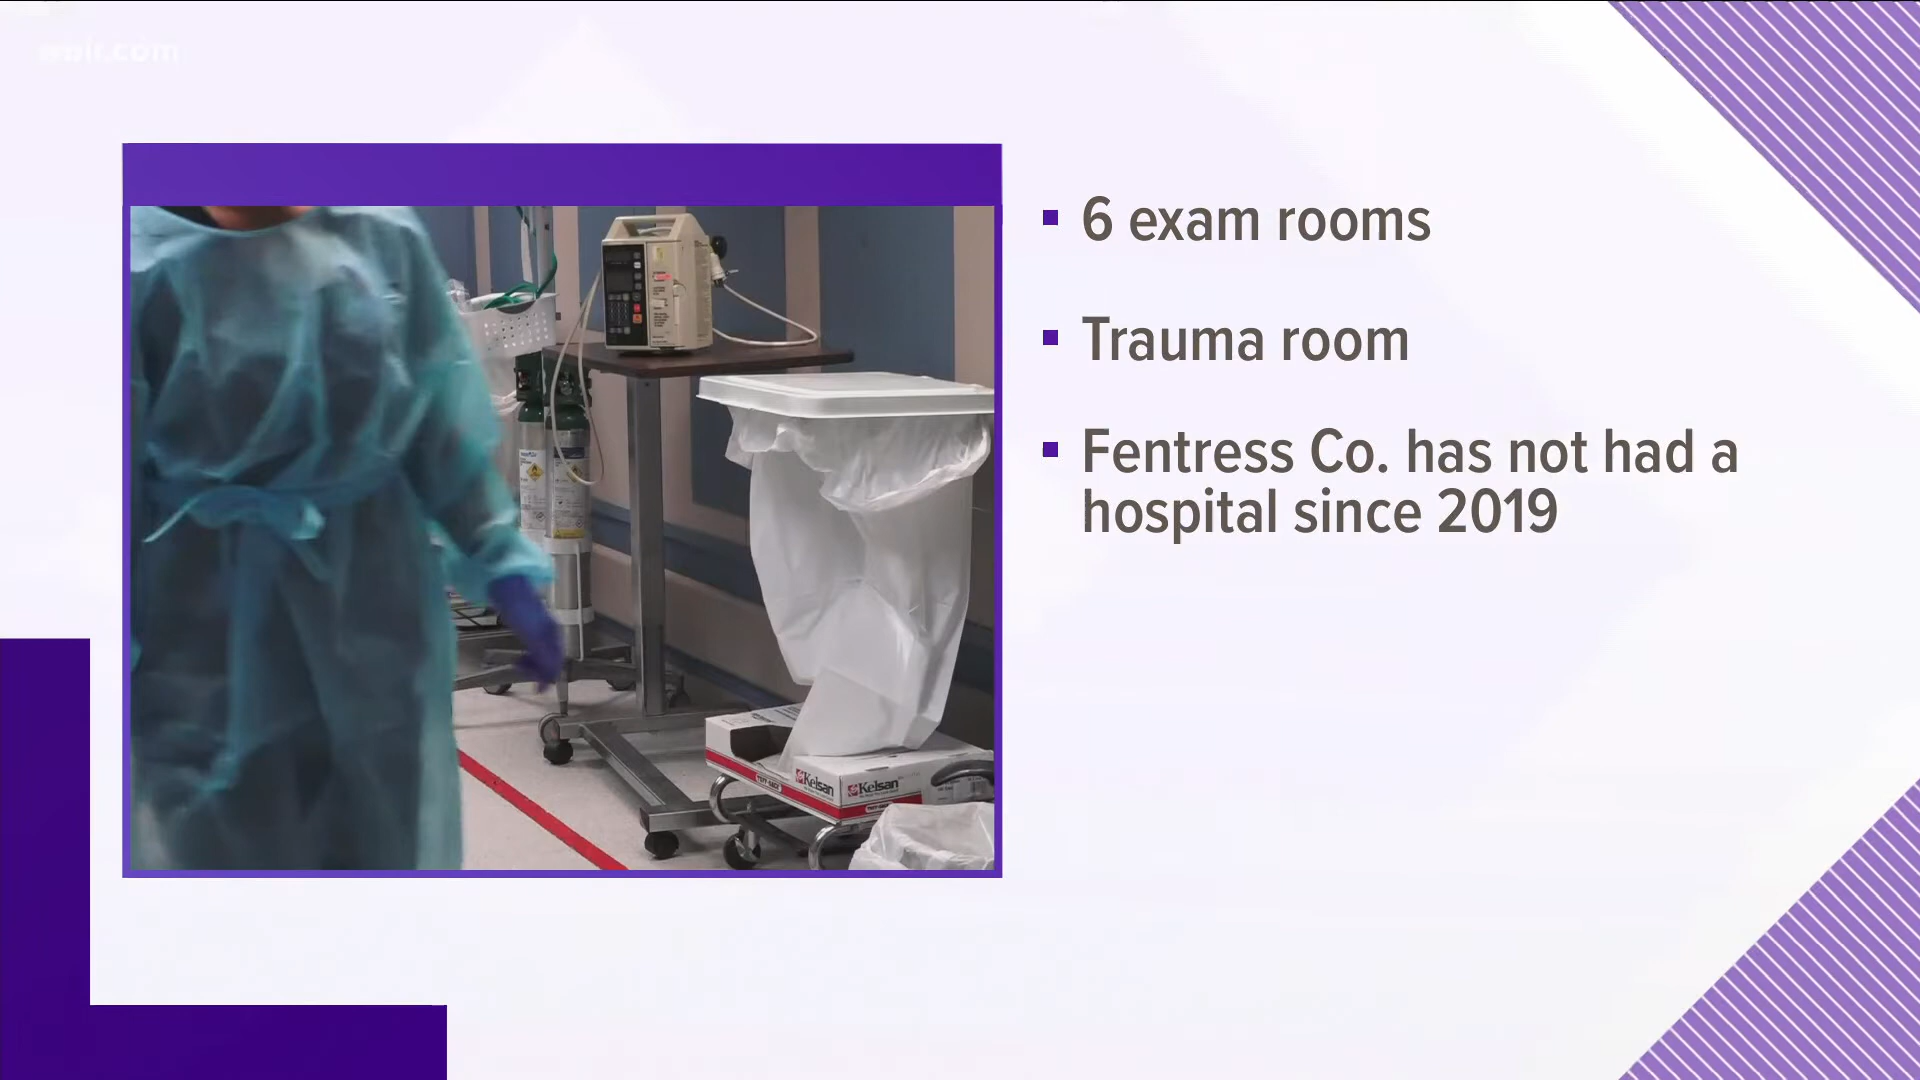 6 exam rooms
Trauma room
Fentress Co. has not had a
hospital since 2019
Kelsan
Kelsan